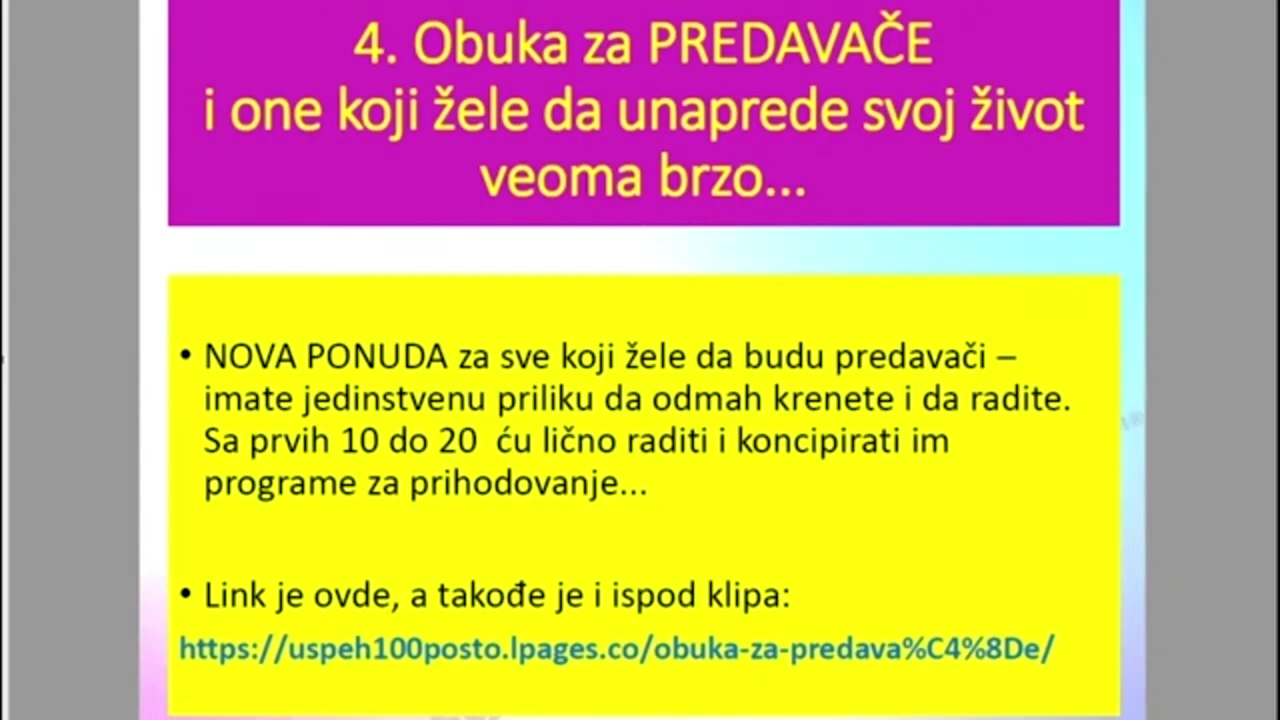 4. Obuka za PREDAVAČE
i one koji žele da unaprede svoj život
veoma brzo...
• NOVA PONUDA za sve koji žele da budu predavači –
imate jedinstvenu priliku da odmah krenete i da radite.
Sa prvih 10 do 20  ću lično raditi i koncipirati im
programe za prihodovanje...
• Link je ovde, a takođe je i ispod klipa:
https://uspeh100posto.lpages.co/obuka-za-predava%C4%8De/